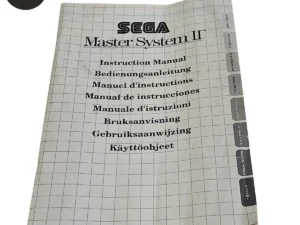 SEGA
Master System II
Instruction Manual
Bedienungsanleitung
Manuel d'instructions
Manual de instrucciones
Manuale d'istruzioni
Bruksanvisning
Gebruiksaanwijzing
Käyttöohjeet